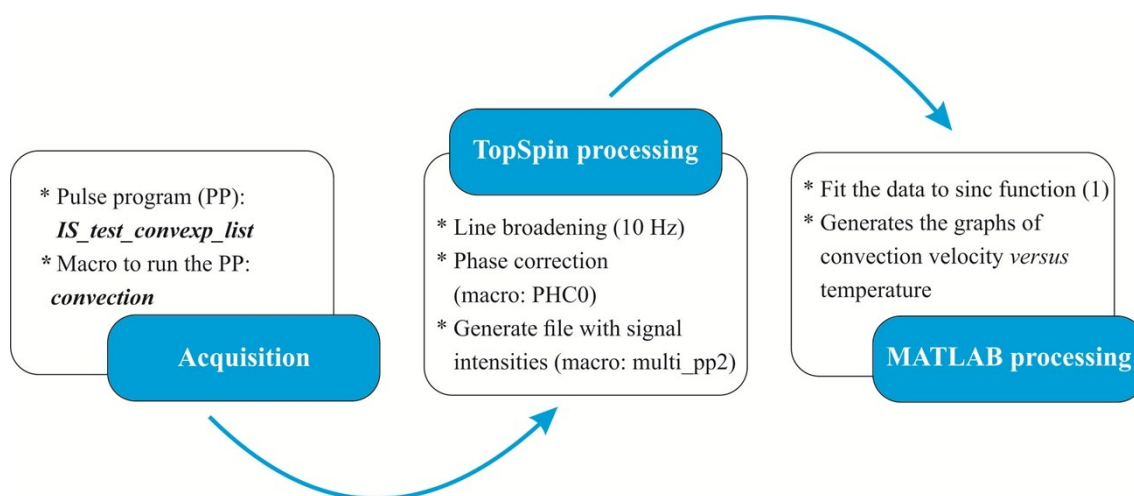 * Pulse program (PP):
IS_test_convexp_list
* Macro to run the PP:
convection
Acquisition
TopSpin processing
* Line broadening (10 Hz)
* Phase correction
(macro: PHC0)
* Generate file with signal
intensities (macro: multi_pp2)
* Fit the data to sinc function (1)
* Generates the graphs of
convection velocity versus
temperature
MATLAB processing